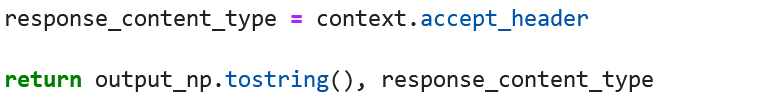 response_content_type = context.accept_header
return output_np.tostring(), response_content_type